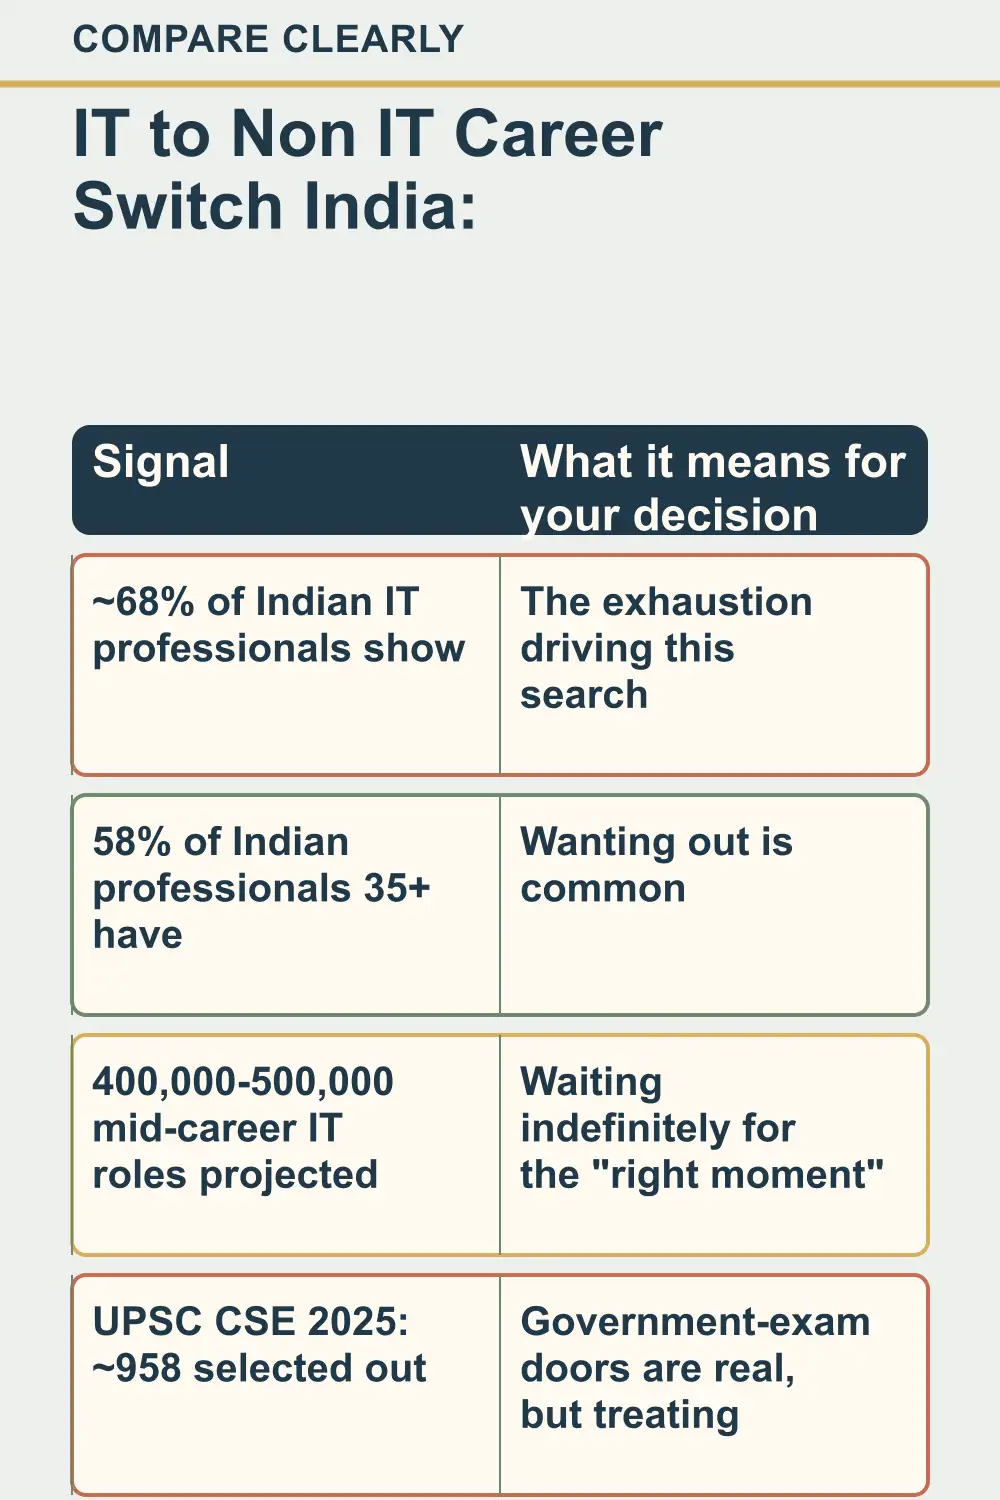 COMPARE CLEARLY
IT to Non IT Career
Switch India:
Signal
What it means for
your decision
~68% of Indian IT
professionals show
The exhaustion
driving this
search
58% of Indian
professionals 35+
have
Wanting out is
common
400,000-500,000
mid-career IT
roles projected
Waiting
indefinitely for
the "right moment"
UPSC CSE 2025:
~958 selected out
Government-exam
doors are real,
but treating